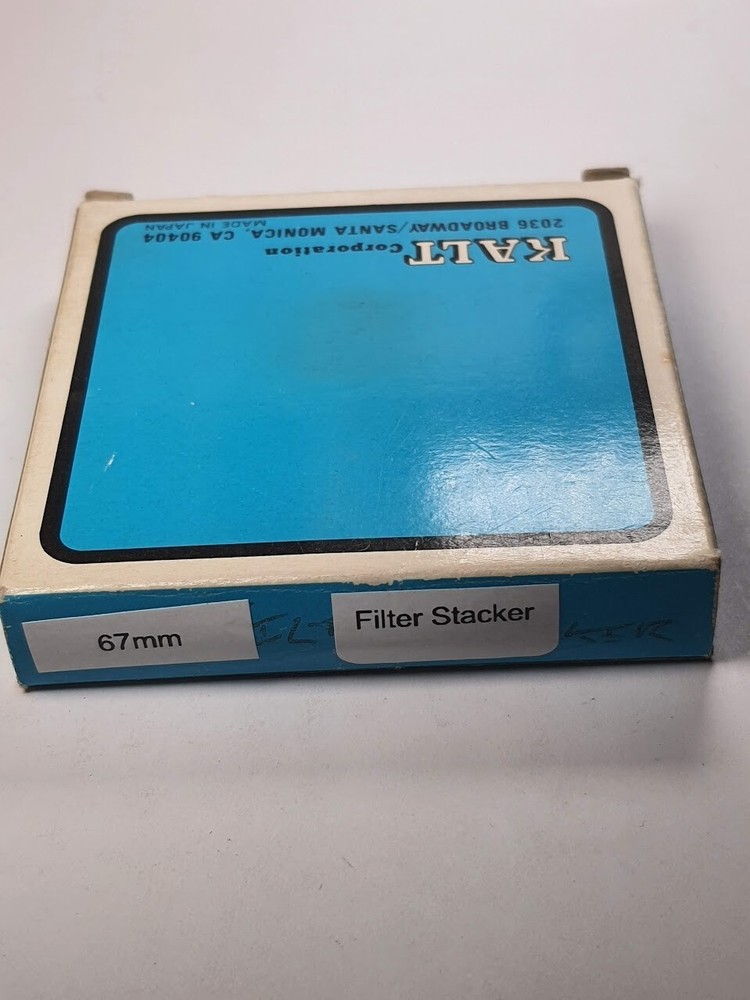 KALT Corporation
2036 BROADWAY/SANTA MONICA, CA 90404
MADE IN JAPAN
67mm
Filter Stacker